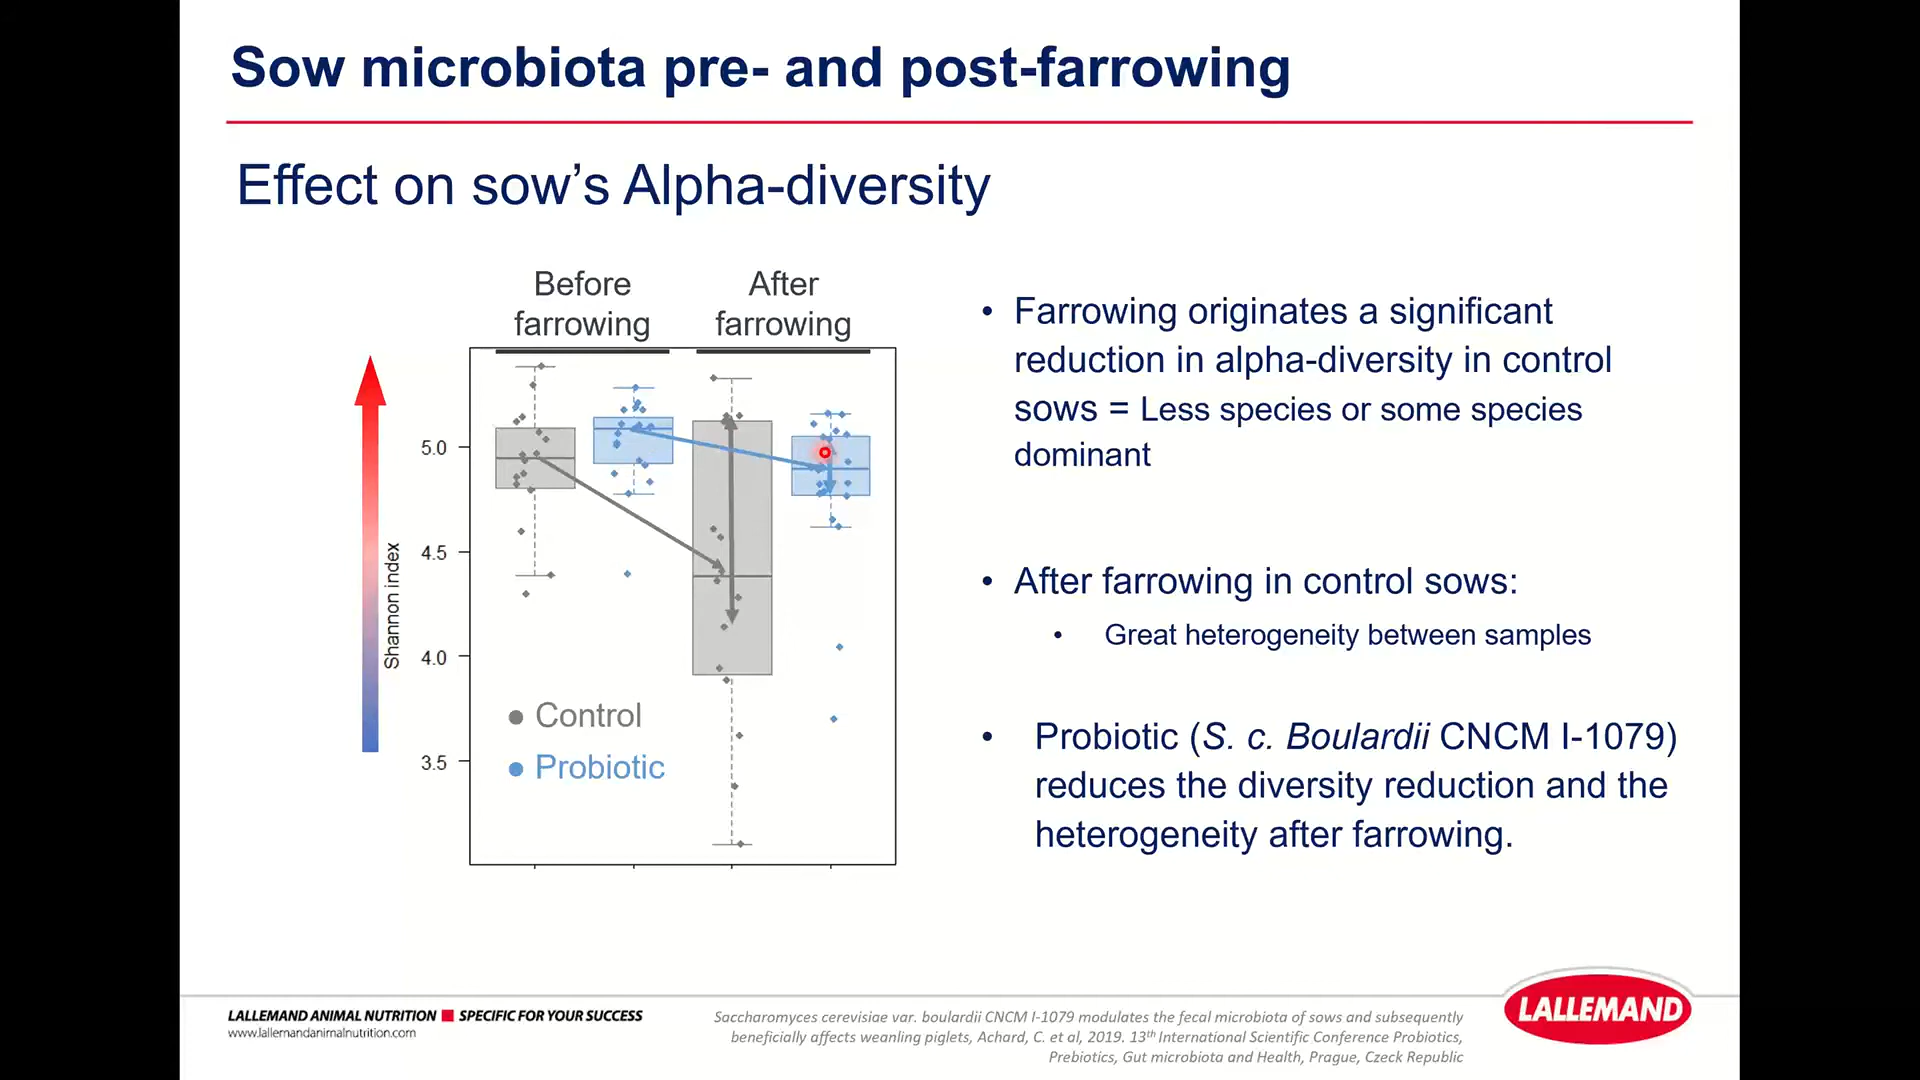 Sow microbiota pre- and post-farrowing
Effect on sow’s Alpha-diversity
Before
farrowing
After
farrowing
Shannon index
5.0
4.5
4.0
3.5
● Control
● Probiotic
• Farrowing originates a significant
reduction in alpha-diversity in control
sows = Less species or some species
dominant
• After farrowing in control sows:
• Great heterogeneity between samples
• Probiotic (S. c. Boulardii CNCM I-1079)
reduces the diversity reduction and the
heterogeneity after farrowing.
LALLEMAND ANIMAL NUTRITION ■ SPECIFIC FOR YOUR SUCCESS
www.lallemandanimalnutrition.com
Saccharomyces cerevisiae var. boulardii CNCM I-1079 modulates the fecal microbiota of sows and subsequently
beneficially affects weanling piglets, Achard, C. et al, 2019. 13th International Scientific Conference Probiotics,
Prebiotics, Gut microbiota and Health, Prague, Czeck Republic
LALLEMAND